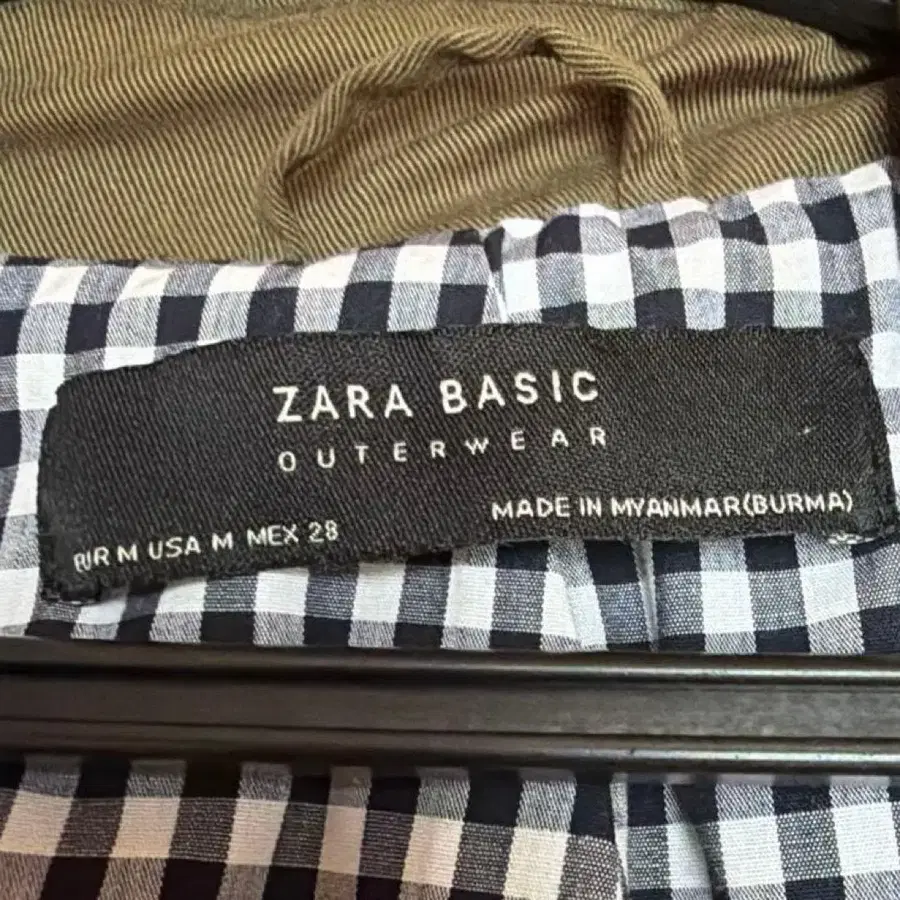 ZARA BASIC
OUTERWEAR
MADE IN MYANMAR(BURMA)
EUR M USA M MEX 28